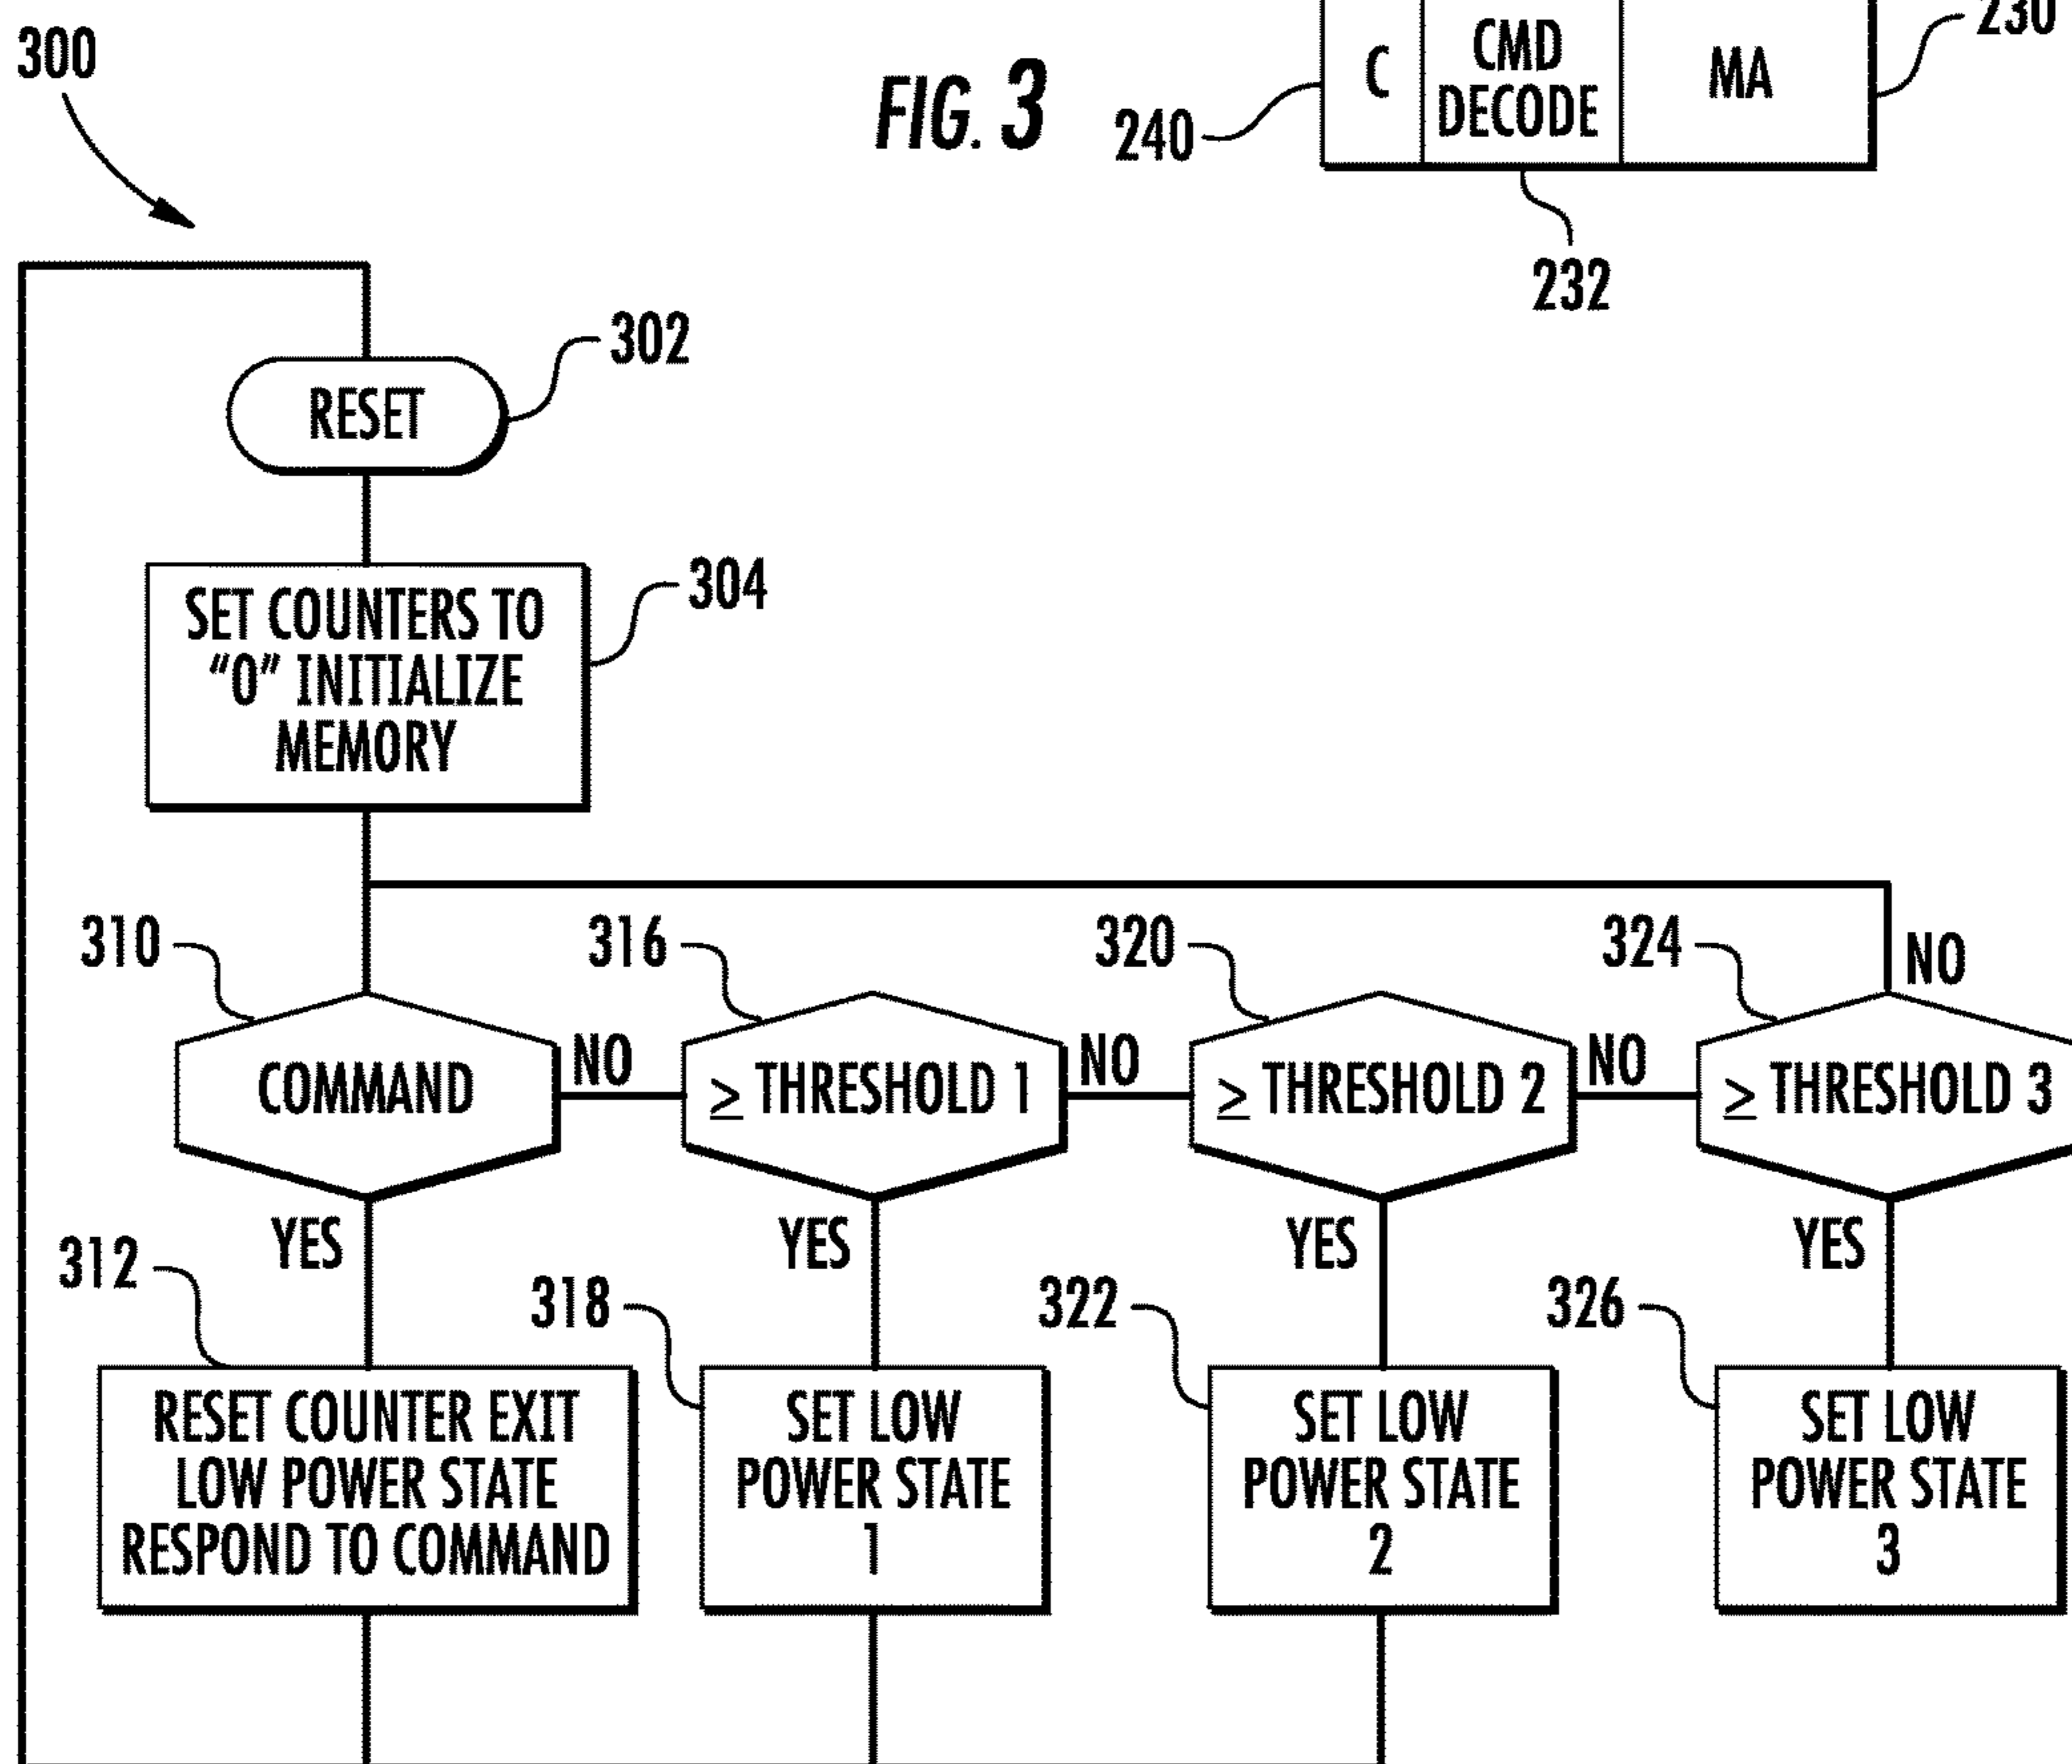 300
FIG. 3
240
C
CMD
DECODE
MA
230
232
302
RESET
304
SET COUNTERS TO
“0” INITIALIZE
MEMORY
310
316
320
324
NO
COMMAND
NO
≥ THRESHOLD 1
NO
≥ THRESHOLD 2
NO
≥ THRESHOLD 3
YES
YES
YES
YES
312
318
322
326
RESET COUNTER EXIT
LOW POWER STATE
RESPOND TO COMMAND
SET LOW
POWER STATE
1
SET LOW
POWER STATE
2
SET LOW
POWER STATE
3